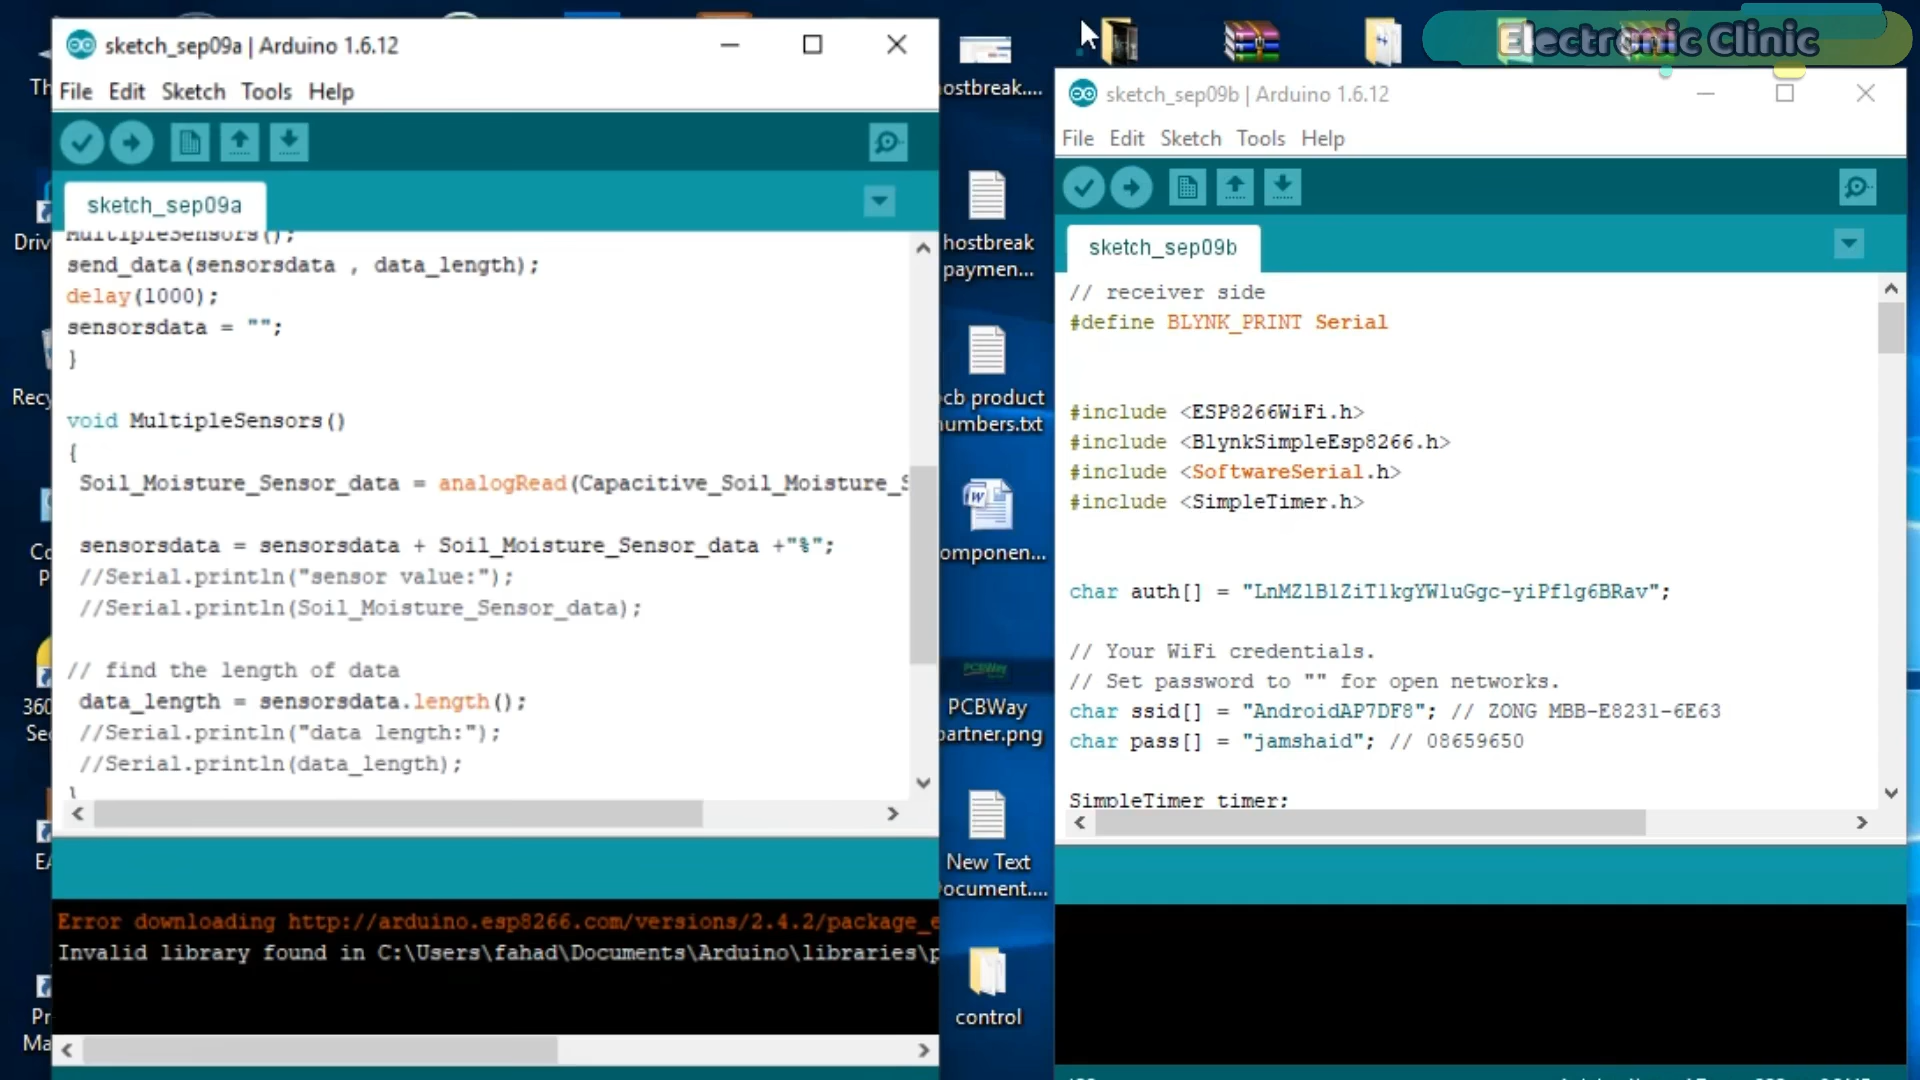 sketch_sep09a | Arduino 1.6.12
File Edit Sketch Tools Help
sketch_sep09a
MultipleSensors();
send_data(sensorsdata , data_length);
delay(1000);
sensorsdata = "";
}
void MultipleSensors()
{
Soil_Moisture_Sensor_data = analogRead(Capacitive_Soil_Moisture_S
sensorsdata = sensorsdata + Soil_Moisture_Sensor_data +"%";
//Serial.println("sensor value:");
//Serial.println(Soil_Moisture_Sensor_data);
// find the length of data
data_length = sensorsdata.length();
//Serial.println("data length:");
//Serial.println(data_length);
Error downloading http://arduino.esp8266.com/versions/2.4.2/package_e
Invalid library found in C:\Users\fahad\Documents\Arduino\libraries\p
ostbreak....
hostbreak
paymen...
cb product
umbers.txt
omponen...
PCBWay
PCBWay
partner.png
New Text
Document....
control
Electronic Clinic
sketch_sep09b | Arduino 1.6.12
File Edit Sketch Tools Help
sketch_sep09b
// receiver side
#define BLYNK_PRINT Serial
#include <ESP8266WiFi.h>
#include <BlynkSimpleEsp8266.h>
#include <SoftwareSerial.h>
#include <SimpleTimer.h>
char auth[] = "LnMZlBlZiTlkgYWluGgc-yiPflg6BRav";
// Your WiFi credentials.
// Set password to "" for open networks.
char ssid[] = "AndroidAP7DF8"; // ZONG MBB-E8231-6E63
char pass[] = "jamshaid"; // 08659650
SimpleTimer timer;